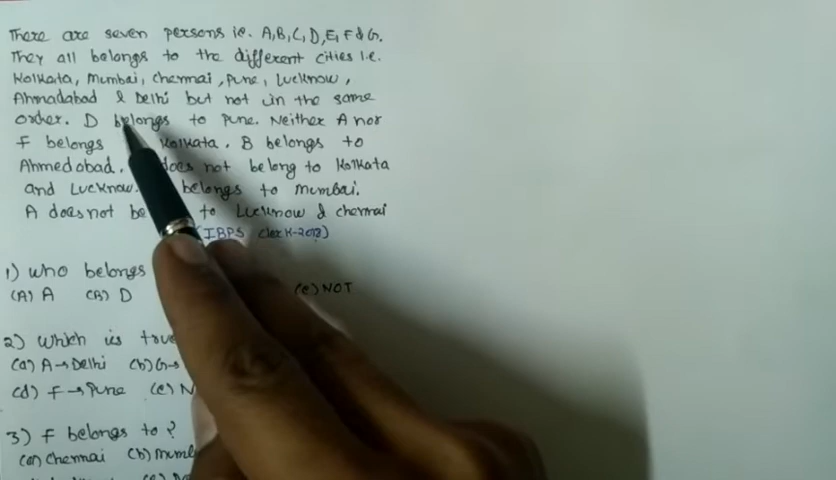 There are seven persons ie. A,B,C,D,E,F & G.
They all belongs to the different cities i.e.
Kolkata, Mumbai, Chennai, Pune, Lucknow,
Ahmadabad & Delhi but not in the same
order. D belongs to Pune. Neither A nor
F belongs Kolkata. B belongs to
Ahmedabad. does not belong to Kolkata
and Lucknow. belongs to mumbai.
A does not be to Lucknow & chennai
(IBPS Clerk-2018)
1) who belongs
(A) A (B) D (e) NOT
2) Which is true
(a) A→Delhi (b) G→
(d) F→Pune (e) N
3) F belongs to ?
(a) Chennai (b) Mumb